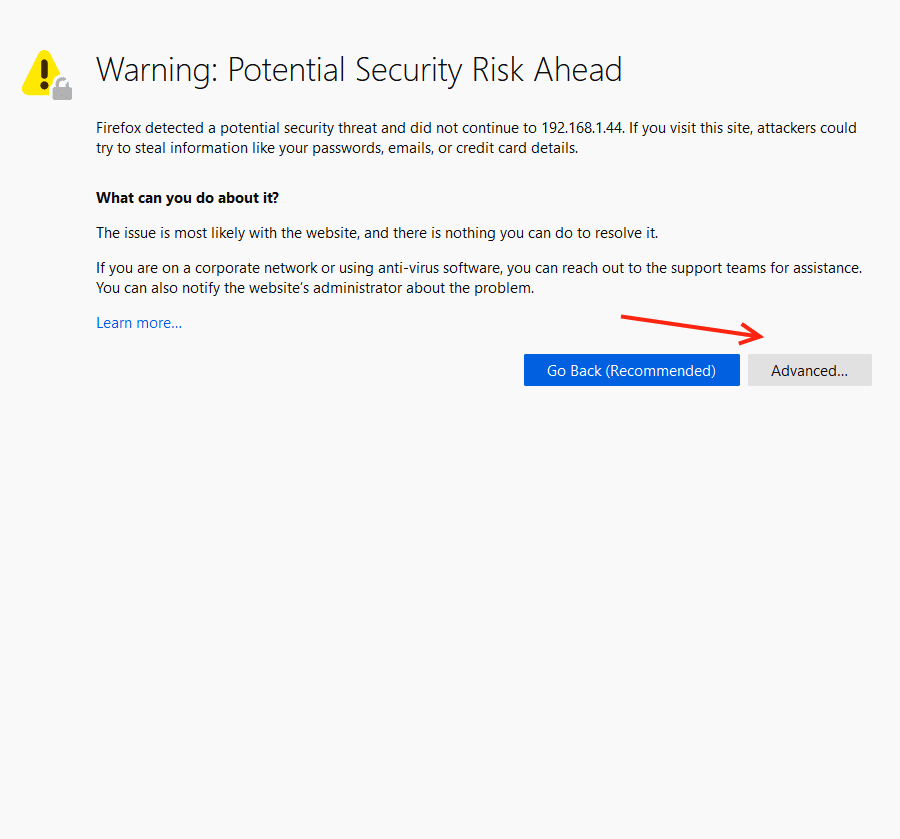 Warning: Potential Security Risk Ahead
Firefox detected a potential security threat and did not continue to 192.168.1.44. If you visit this site, attackers could
try to steal information like your passwords, emails, or credit card details.
What can you do about it?
The issue is most likely with the website, and there is nothing you can do to resolve it.
If you are on a corporate network or using anti-virus software, you can reach out to the support teams for assistance.
You can also notify the website’s administrator about the problem.
Learn more…
Go Back (Recommended)
Advanced…